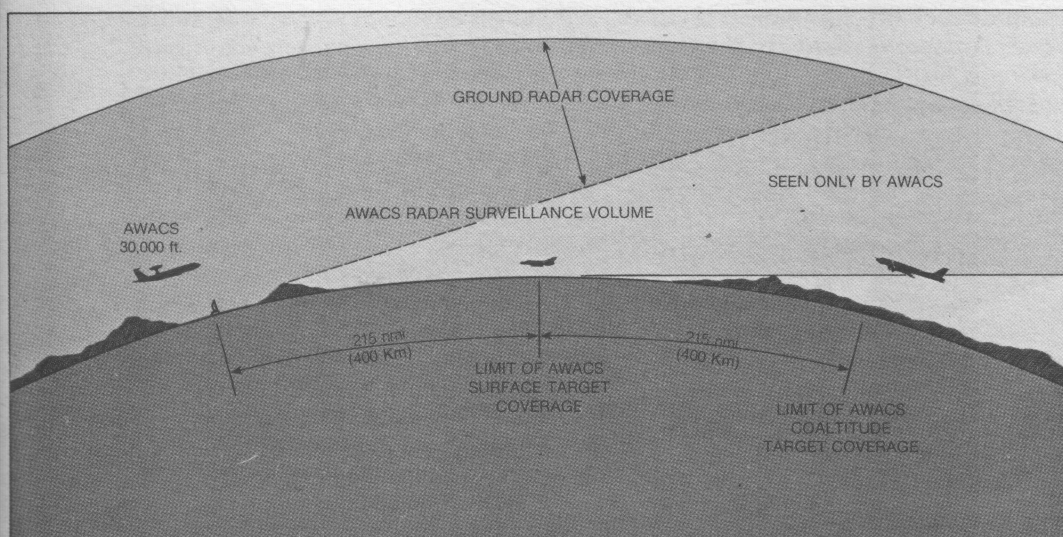 GROUND RADAR COVERAGE
SEEN ONLY BY AWACS
AWACS RADAR SURVEILLANCE VOLUME
AWACS
30,000 ft.
215 nmi
(400 Km)
215 nmi
(400 Km)
LIMIT OF AWACS
SURFACE TARGET
COVERAGE
LIMIT OF AWACS
COALTITUDE
TARGET COVERAGE